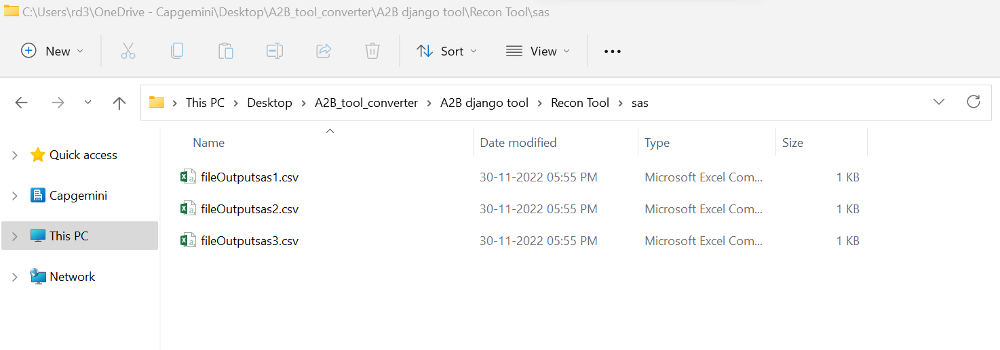 C:\Users\rd3\OneDrive - Capgemini\Desktop\A2B_tool_converter\A2B django tool\Recon Tool\sas
New Sort View
This PC Desktop A2B_tool_converter A2B django tool Recon Tool sas
Name Date modified Type Size
Quick access
Capgemini
This PC
Network
fileOutputsas1.csv 30-11-2022 05:55 PM Microsoft Excel Com... 1 KB
fileOutputsas2.csv 30-11-2022 05:55 PM Microsoft Excel Com... 1 KB
fileOutputsas3.csv 30-11-2022 05:55 PM Microsoft Excel Com... 1 KB